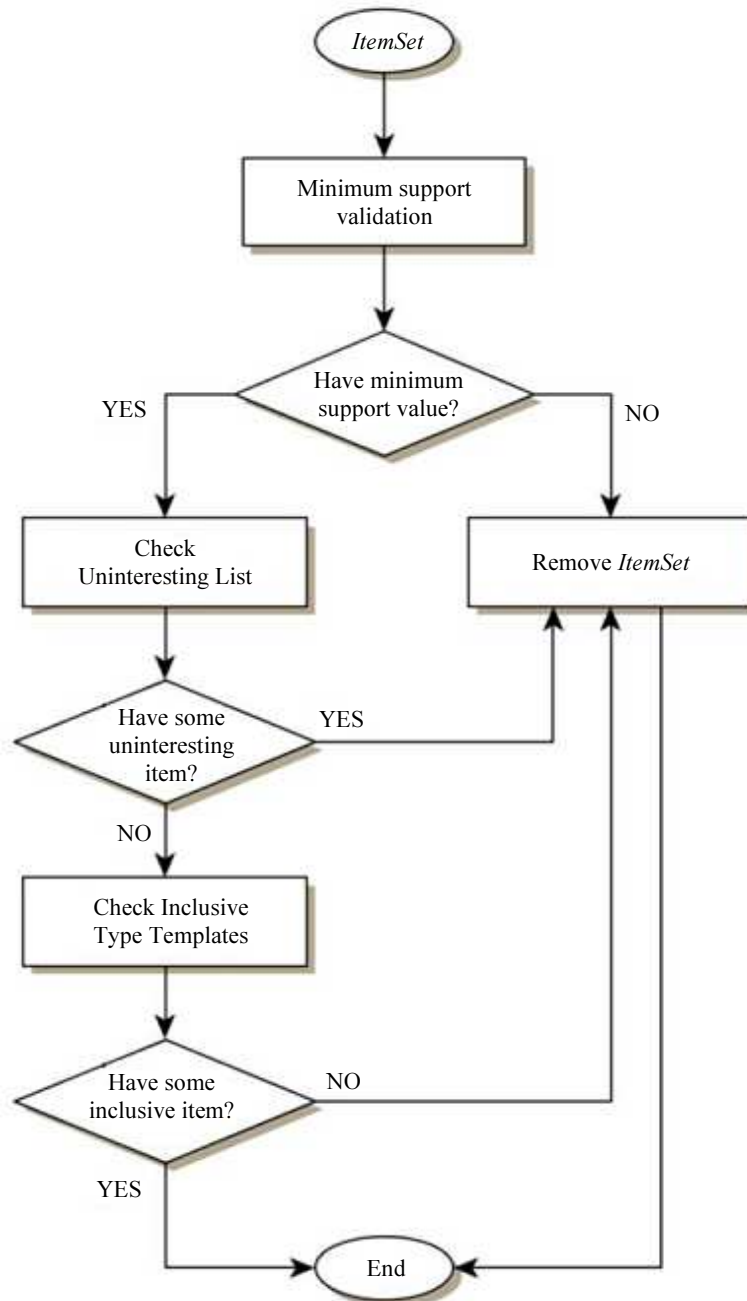 ItemSet
Minimum support
validation
Have minimum
support value?
YES
NO
Check
Uninteresting List
Remove ItemSet
Have some
uninteresting
item?
YES
NO
Check Inclusive
Type Templates
Have some
inclusive item?
NO
YES
End